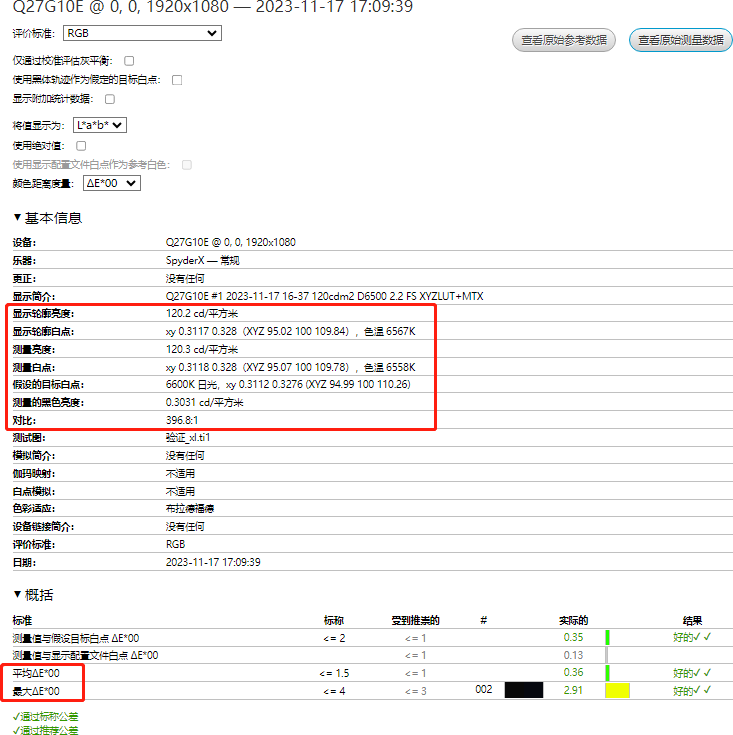 Q27G10E @ 0, 0, 1920x1080 — 2023-11-17 17:09:39
评价标准： RGB
查看原始参考数据 查看原始测量数据
仅通过校准评估灰平衡：
使用黑体轨迹作为假定的目标白点：
显示附加统计数据：
将值显示为： L*a*b*
使用绝对值：
使用显示配置文件白点作为参考白色：
颜色距离度量： ΔE*00
▼基本信息
设备： Q27G10E @ 0, 0, 1920x1080
乐器： SpyderX — 常规
更正： 没有任何
显示简介： Q27G10E #1 2023-11-17 16-37 120cdm2 D6500 2.2 FS XYZLUT+MTX
显示轮廓亮度： 120.2 cd/平方米
显示轮廓白点： xy 0.3117 0.328（XYZ 95.02 100 109.84），色温 6567K
测量亮度： 120.3 cd/平方米
测量白点： xy 0.3118 0.328（XYZ 95.07 100 109.78），色温 6558K
假设的目标白点： 6600K 日光，xy 0.3112 0.3276 (XYZ 94.99 100 110.26)
测量的黑色亮度： 0.3031 cd/平方米
对比： 396.8:1
测试图： 验证_xl.ti1
模拟简介： 没有任何
伽玛映射： 不适用
白点模拟： 不适用
色彩适应： 布拉德福德
设备链接简介： 没有任何
评价标准： RGB
日期： 2023-11-17 17:09:39
▼概括
标准 标称 受到推崇的 # 实际的 结果
测量值与假设目标白点 ΔE*00 <= 2 <= 1 0.35 好的✓✓
测量值与显示配置文件白点 ΔE*00 <= 1 0.13
平均ΔE*00 <= 1.5 <= 1 0.36 好的✓✓
最大ΔE*00 <= 4 <= 3 002 2.91 好的✓✓
✓通过标称公差
✓通过推荐公差